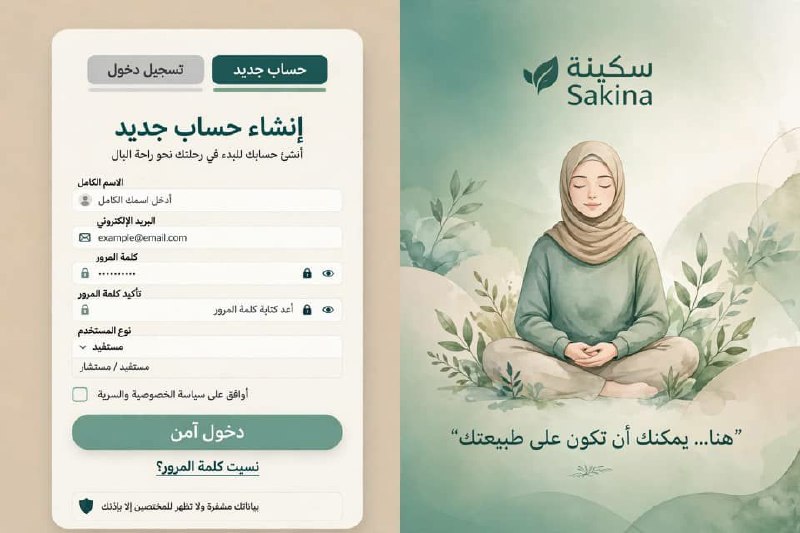 حساب جديد
تسجيل دخول
إنشاء حساب جديد
أنشئ حسابك للبدء في رحلتك نحو راحة البال
الاسم الكامل
أدخل اسمك الكامل
البريد الإلكتروني
example@email.com
كلمة المرور
••••••••••
تأكيد كلمة المرور
أعد كتابة كلمة المرور
نوع المستخدم
مستفيد
مستفيد / مستشار
أوافق على سياسة الخصوصية والسرية
دخول آمن
نسيت كلمة المرور؟
بياناتك مشفرة ولا تظهر للمختصين إلا بإذنك
سكينة
Sakina
“هنا... يمكنك أن تكون على طبيعتك”